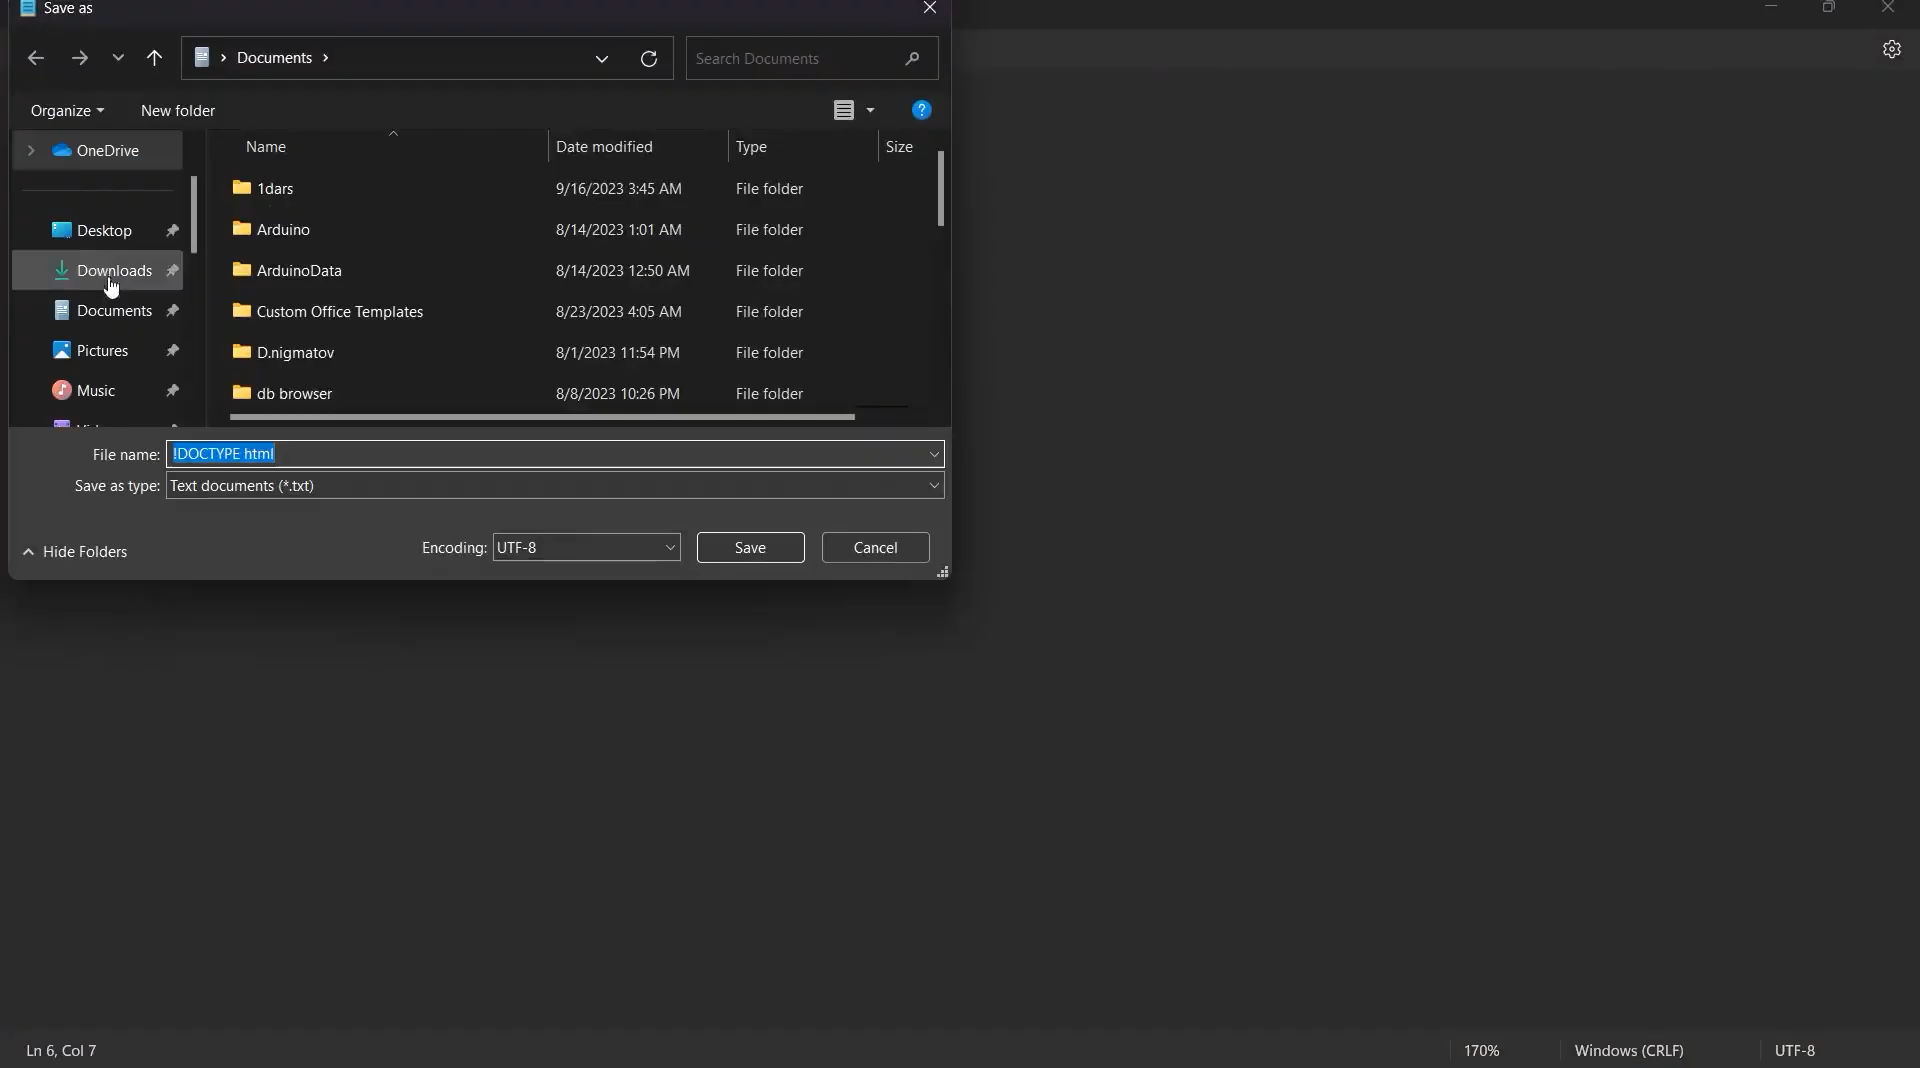 Save as
Documents
Search Documents
Organize
New folder
OneDrive
Desktop
Downloads
Documents
Pictures
Music
Name Date modified Type Size
1dars 9/16/2023 3:45 AM File folder
Arduino 8/14/2023 1:01 AM File folder
ArduinoData 8/14/2023 12:50 AM File folder
Custom Office Templates 8/23/2023 4:05 AM File folder
D.nigmatov 8/1/2023 11:54 PM File folder
db browser 8/8/2023 10:26 PM File folder
File name: !DOCTYPE html
Save as type: Text documents (*.txt)
Hide Folders
Encoding: UTF-8
Save
Cancel
Ln 6, Col 7
170%
Windows (CRLF)
UTF-8